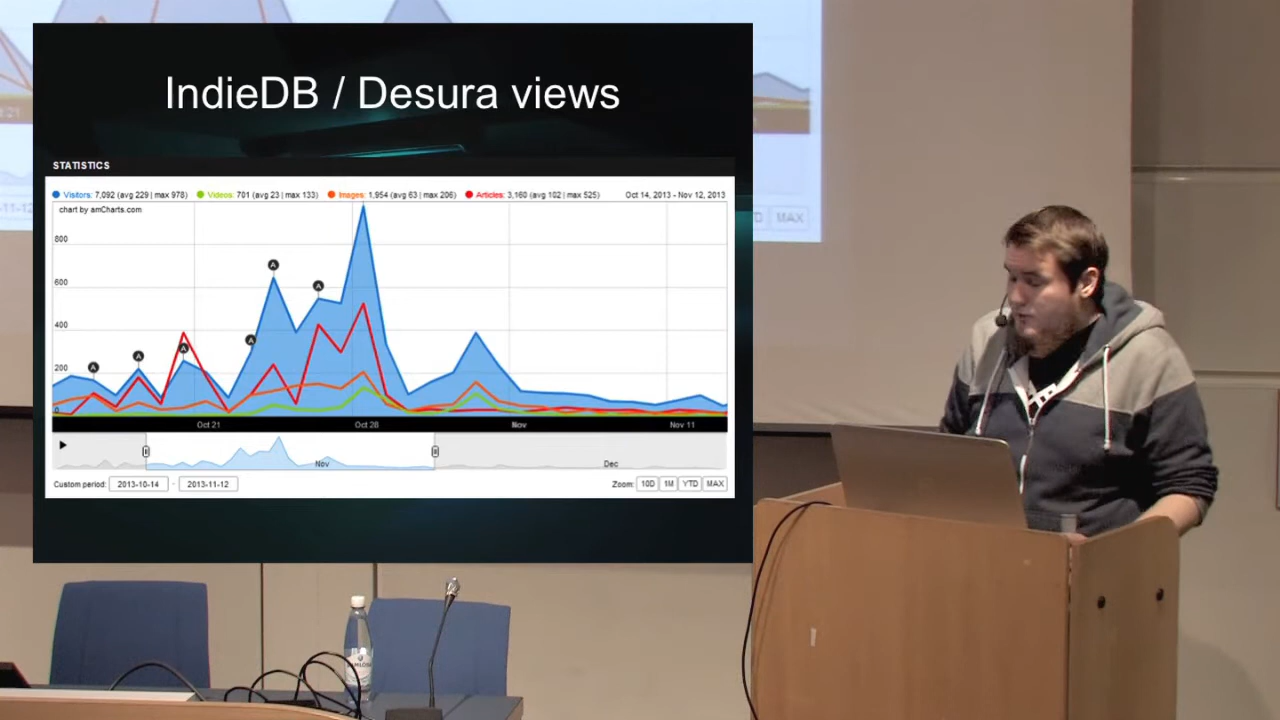 IndieDB / Desura views
STATISTICS
Visitors: 7,092 (avg 229 | max 978) Videos: 701 (avg 23 | max 133) Images: 1,954 (avg 63 | max 206) Articles: 3,160 (avg 102 | max 525) Oct 14, 2013 - Nov 12, 2013
chart by amCharts.com
800
600
400
200
0
A
A
A
A
A
A
Oct 21 Oct 28 Nov Nov 11
Nov Dec
Custom period: 2013-10-14 - 2013-11-12 Zoom: 10D 1M YTD MAX
MAX